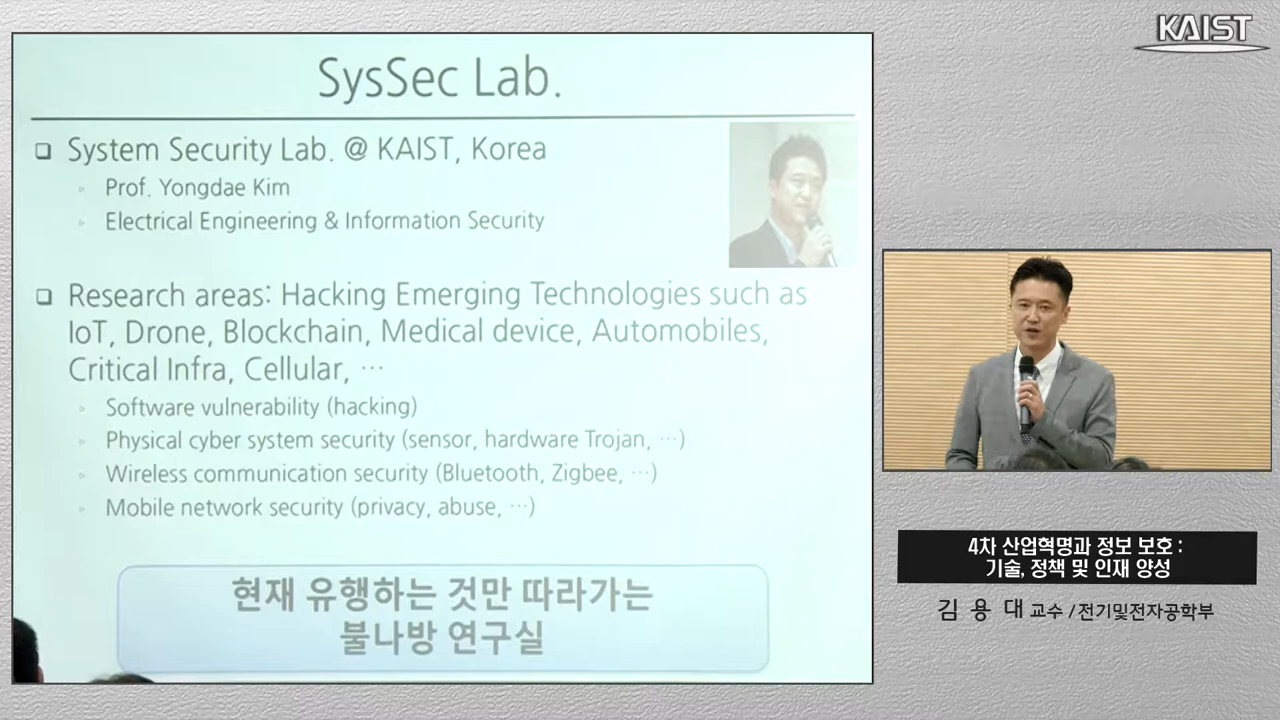 KAIST
SysSec Lab.
System Security Lab. @ KAIST, Korea
Prof. Yongdae Kim
Electrical Engineering & Information Security
Research areas: Hacking Emerging Technologies such as
IoT, Drone, Blockchain, Medical device, Automobiles,
Critical Infra, Cellular, …
Software vulnerability (hacking)
Physical cyber system security (sensor, hardware Trojan, …)
Wireless communication security (Bluetooth, Zigbee, …)
Mobile network security (privacy, abuse, …)
현재 유행하는 것만 따라가는
불나방 연구실
4차 산업혁명과 정보 보호 :
기술, 정책 및 인재 양성
김 용 대 교수 / 전기및전자공학부